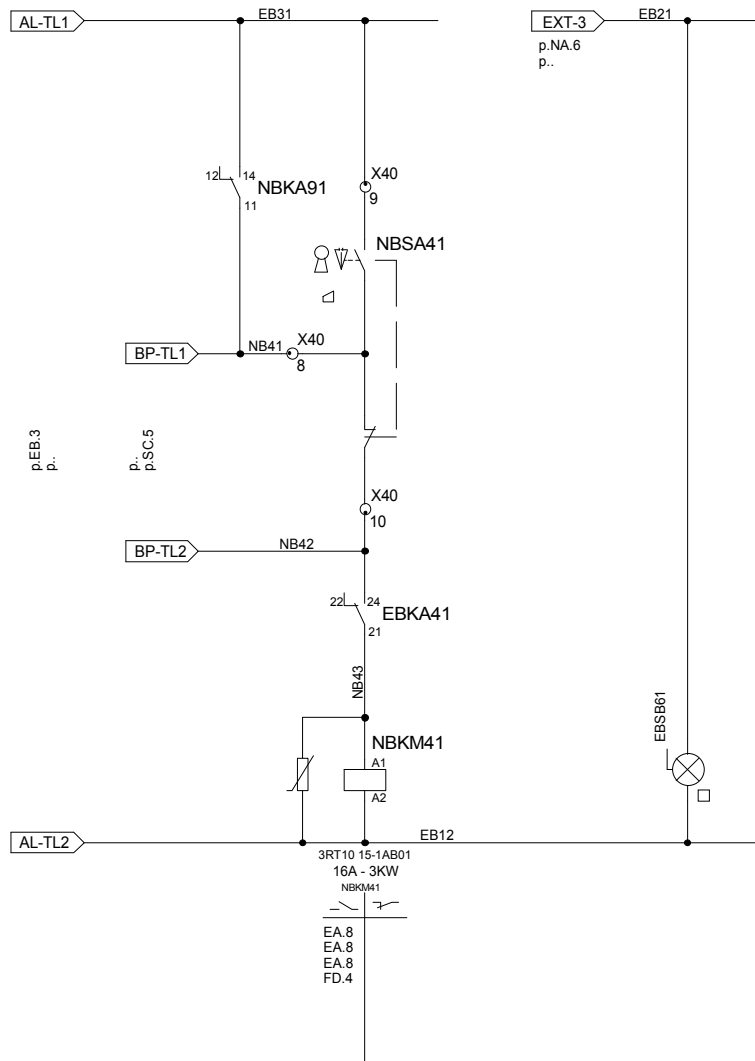 AL-TL1
EB31
EXT-3
EB21
p.NA.6
p..
12
14
NBKA91
11
X40
9
NBSA41
BP-TL1
NB41
X40
8
p.EB.3
p..
p..
p.SC.5
X40
10
BP-TL2
NB42
22
24
EBKA41
21
NB43
NBKM41
A1
A2
EBSB61
AL-TL2
EB12
3RT10 15-1AB01
16A - 3KW
NBKM41
EA.8
EA.8
EA.8
FD.4